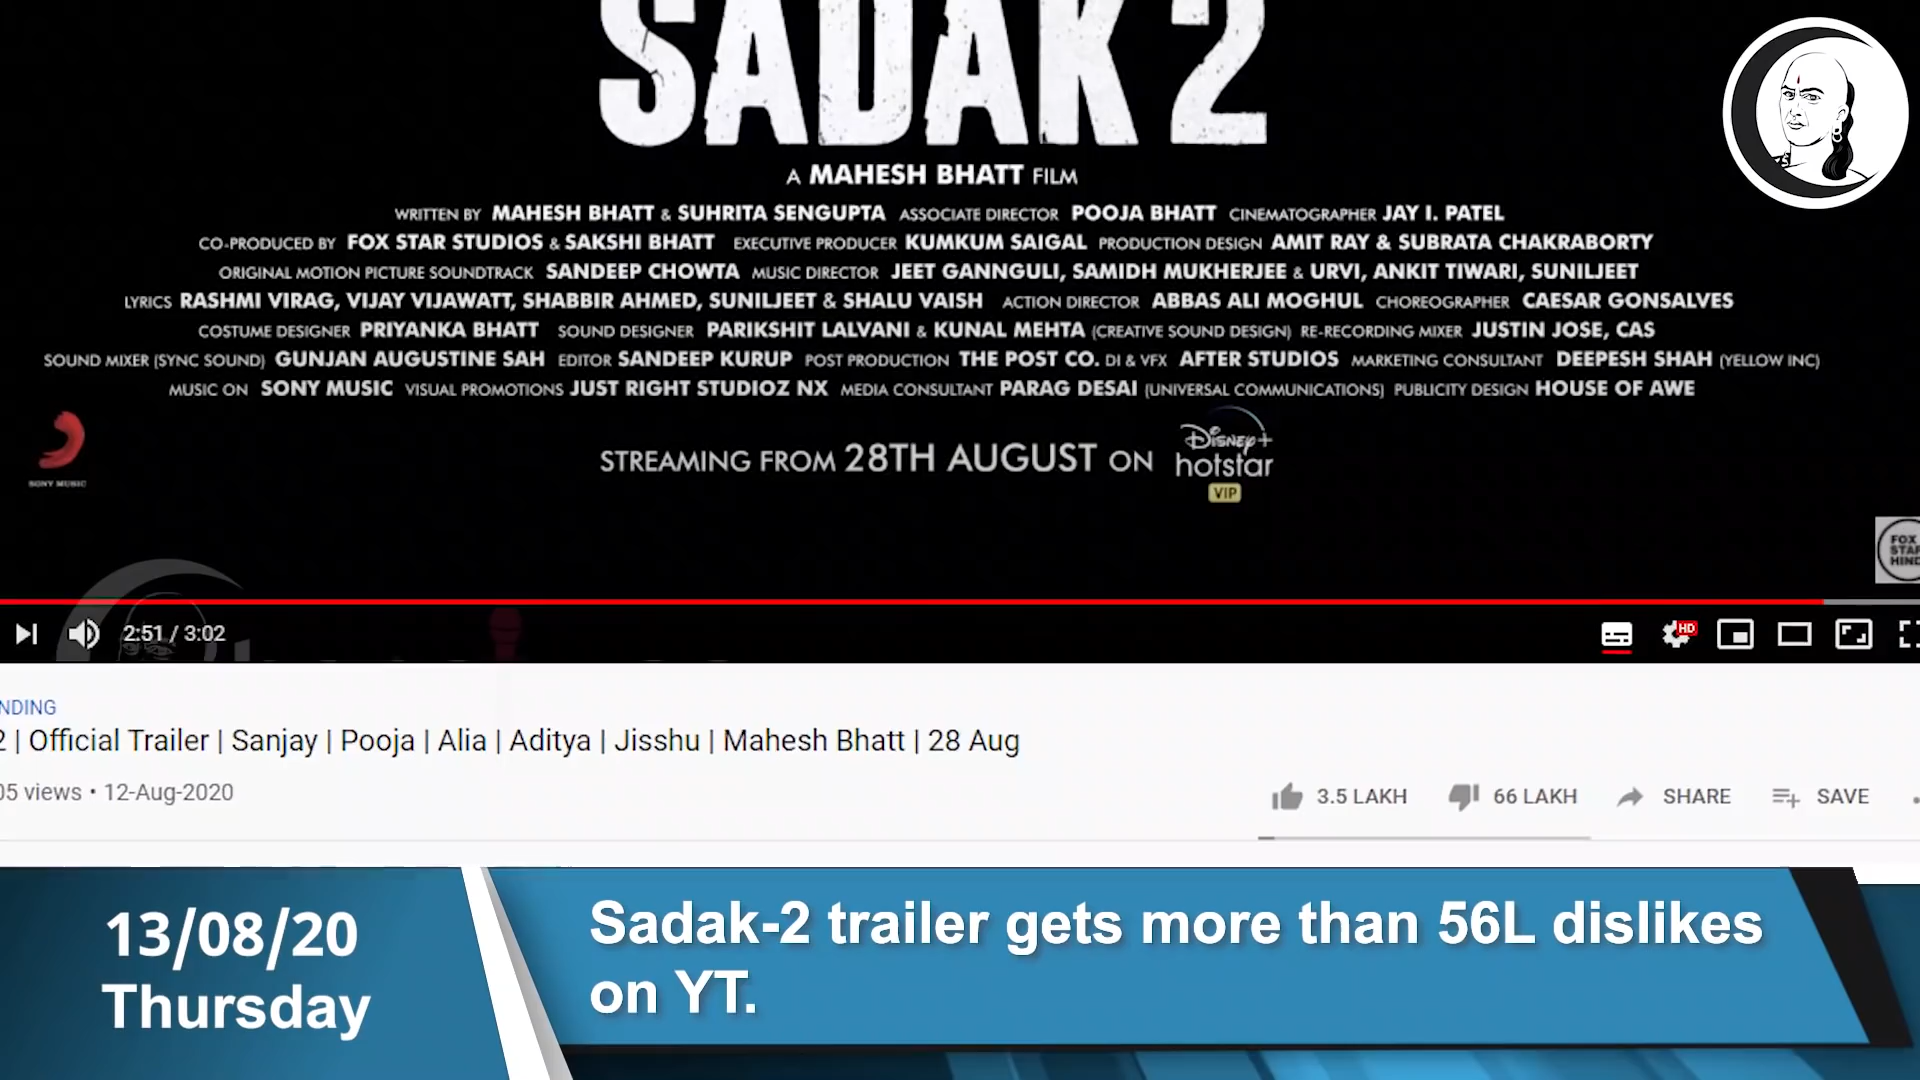 SADAK 2
A MAHESH BHATT FILM
WRITTEN BY MAHESH BHATT & SUHRITA SENGUPTA ASSOCIATE DIRECTOR POOJA BHATT CINEMATOGRAPHER JAY I. PATEL
CO-PRODUCED BY FOX STAR STUDIOS & SAKSHI BHATT EXECUTIVE PRODUCER KUMKUM SAIGAL PRODUCTION DESIGN AMIT RAY & SUBRATA CHAKRABORTY
ORIGINAL MOTION PICTURE SOUNDTRACK SANDEEP CHOWTA MUSIC DIRECTOR JEET GANNGULI, SAMIDH MUKHERJEE & URVI, ANKIT TIWARI, SUNILJEET
LYRICS RASHMI VIRAG, VIJAY VIJAWATT, SHABBIR AHMED, SUNILJEET & SHALU VAISH ACTION DIRECTOR ABBAS ALI MOGHUL CHOREOGRAPHER CAESAR GONSALVES
COSTUME DESIGNER PRIYANKA BHATT SOUND DESIGNER PARIKSHIT LALVANI & KUNAL MEHTA (CREATIVE SOUND DESIGN) RE-RECORDING MIXER JUSTIN JOSE, CAS
SOUND MIXER (SYNC SOUND) GUNJAN AUGUSTINE SAH EDITOR SANDEEP KURUP POST PRODUCTION THE POST CO. DI & VFX AFTER STUDIOS MARKETING CONSULTANT DEEPESH SHAH (YELLOW INC)
MUSIC ON SONY MUSIC VISUAL PROMOTIONS JUST RIGHT STUDIOZ NX MEDIA CONSULTANT PARAG DESAI (UNIVERSAL COMMUNICATIONS) PUBLICITY DESIGN HOUSE OF AWE
SONY MUSIC
STREAMING FROM 28TH AUGUST ON Disney+ hotstar
VIP
FOX
STAR
HIND
2:51 / 3:02
HD
NDING
2 | Official Trailer | Sanjay | Pooja | Alia | Aditya | Jisshu | Mahesh Bhatt | 28 Aug
05 views • 12-Aug-2020
3.5 LAKH 66 LAKH SHARE SAVE
13/08/20
Thursday
Sadak-2 trailer gets more than 56L dislikes
on YT.